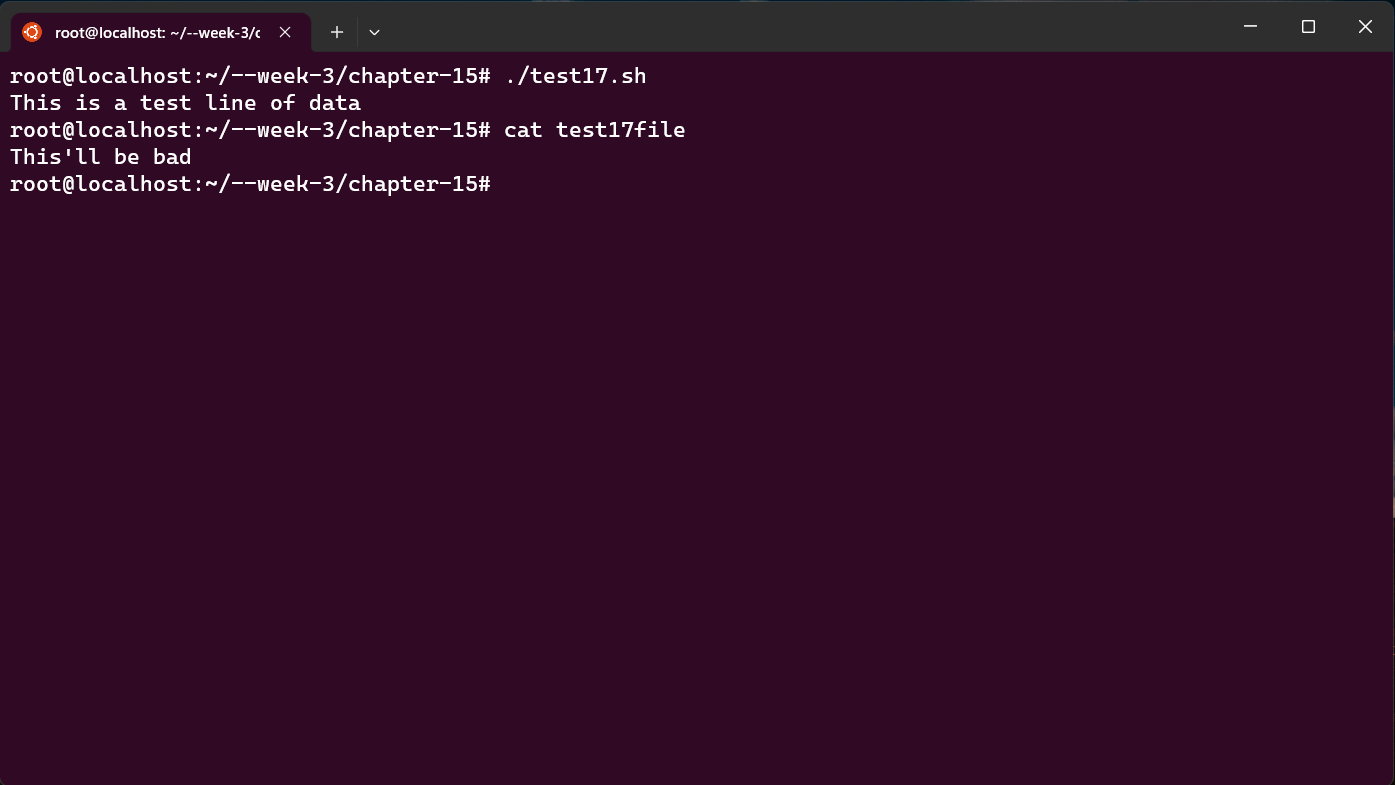 root@localhost: ~/--week-3/c
root@localhost:~/--week-3/chapter-15# ./test17.sh
This is a test line of data
root@localhost:~/--week-3/chapter-15# cat test17file
This'll be bad
root@localhost:~/--week-3/chapter-15#